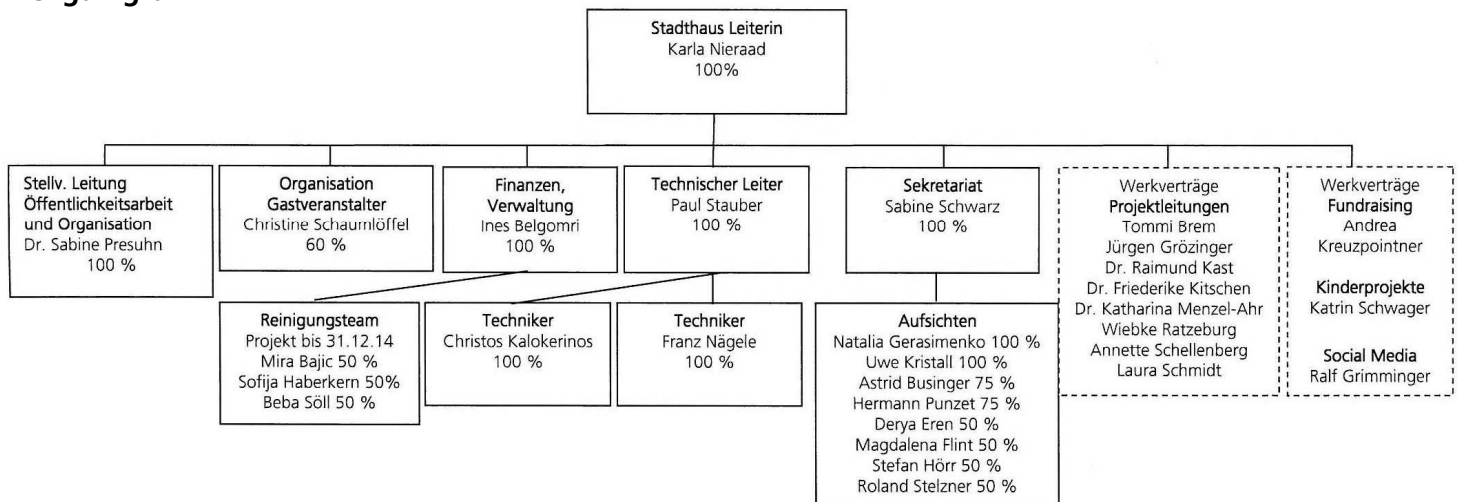 Stadthaus Leiterin
Karla Nieraad
100%
Stellv. Leitung
Öffentlichkeitsarbeit
und Organisation
Dr. Sabine Presuhn
100 %
Organisation
Gastveranstalter
Christine Schaumlöffel
60 %
Finanzen,
Verwaltung
Ines Belgomri
100 %
Technischer Leiter
Paul Stauber
100 %
Sekretariat
Sabine Schwarz
100 %
Werkverträge
Projektleitungen
Tommi Brem
Jürgen Grözinger
Dr. Raimund Kast
Dr. Friederike Kitschen
Dr. Katharina Menzel-Ahr
Wiebke Ratzeburg
Annette Schellenberg
Laura Schmidt
Werkverträge
Fundraising
Andrea
Kreuzpointner
Kinderprojekte
Katrin Schwager
Social Media
Ralf Grimminger
Reinigungsteam
Projekt bis 31.12.14
Mira Bajic 50 %
Sofija Haberkern 50%
Beba Söll 50 %
Techniker
Christos Kalokerinos
100 %
Techniker
Franz Nägele
100 %
Aufsichten
Natalia Gerasimenko 100 %
Uwe Kristall 100 %
Astrid Businger 75 %
Hermann Punzet 75 %
Derya Eren 50 %
Magdalena Flint 50 %
Stefan Hörr 50 %
Roland Stelzner 50 %